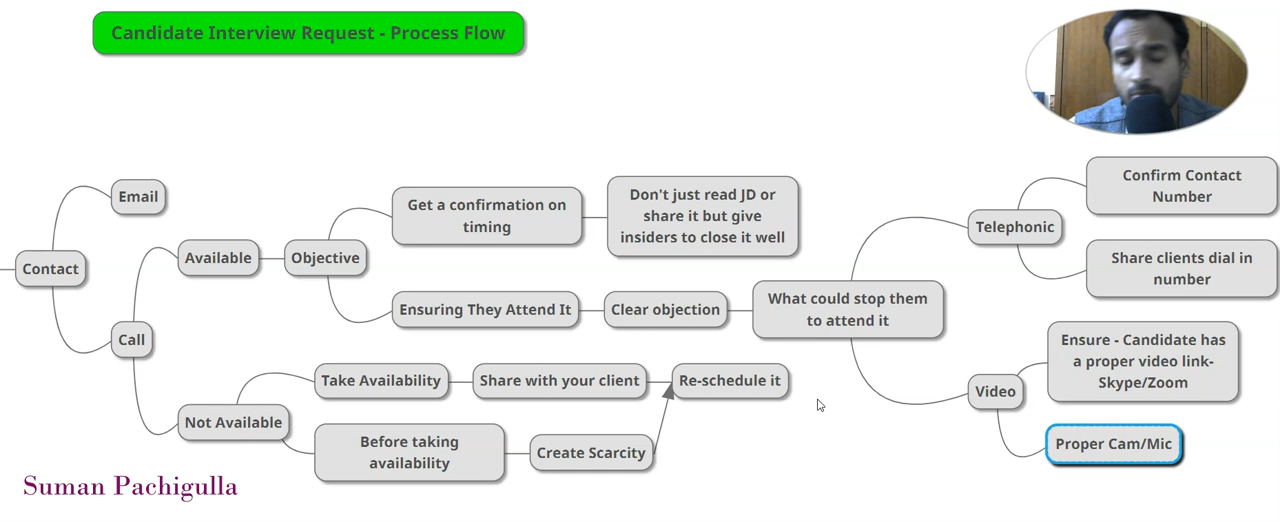 Candidate Interview Request - Process Flow
Contact
Email
Call
Available
Objective
Get a confirmation on
timing
Don't just read JD or
share it but give
insiders to close it well
Ensuring They Attend It
Clear objection
What could stop them
to attend it
Telephonic
Confirm Contact
Number
Share clients dial in
number
Video
Ensure - Candidate has
a proper video link-
Skype/Zoom
Proper Cam/Mic
Not Available
Take Availability
Share with your client
Re-schedule it
Before taking
availability
Create Scarcity
Suman Pachigulla